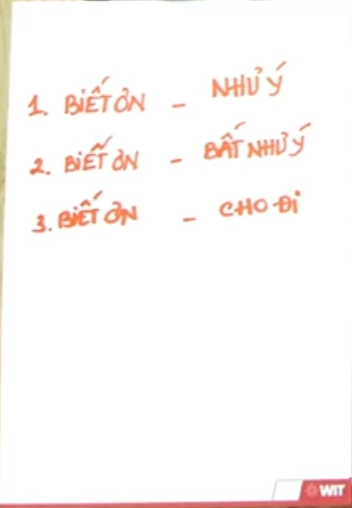 1. BIẾT ƠN - NHƯ Ý
2. BIẾT ƠN - BẤT NHƯ Ý
3. BIẾT ƠN - CHO ĐI
WIT